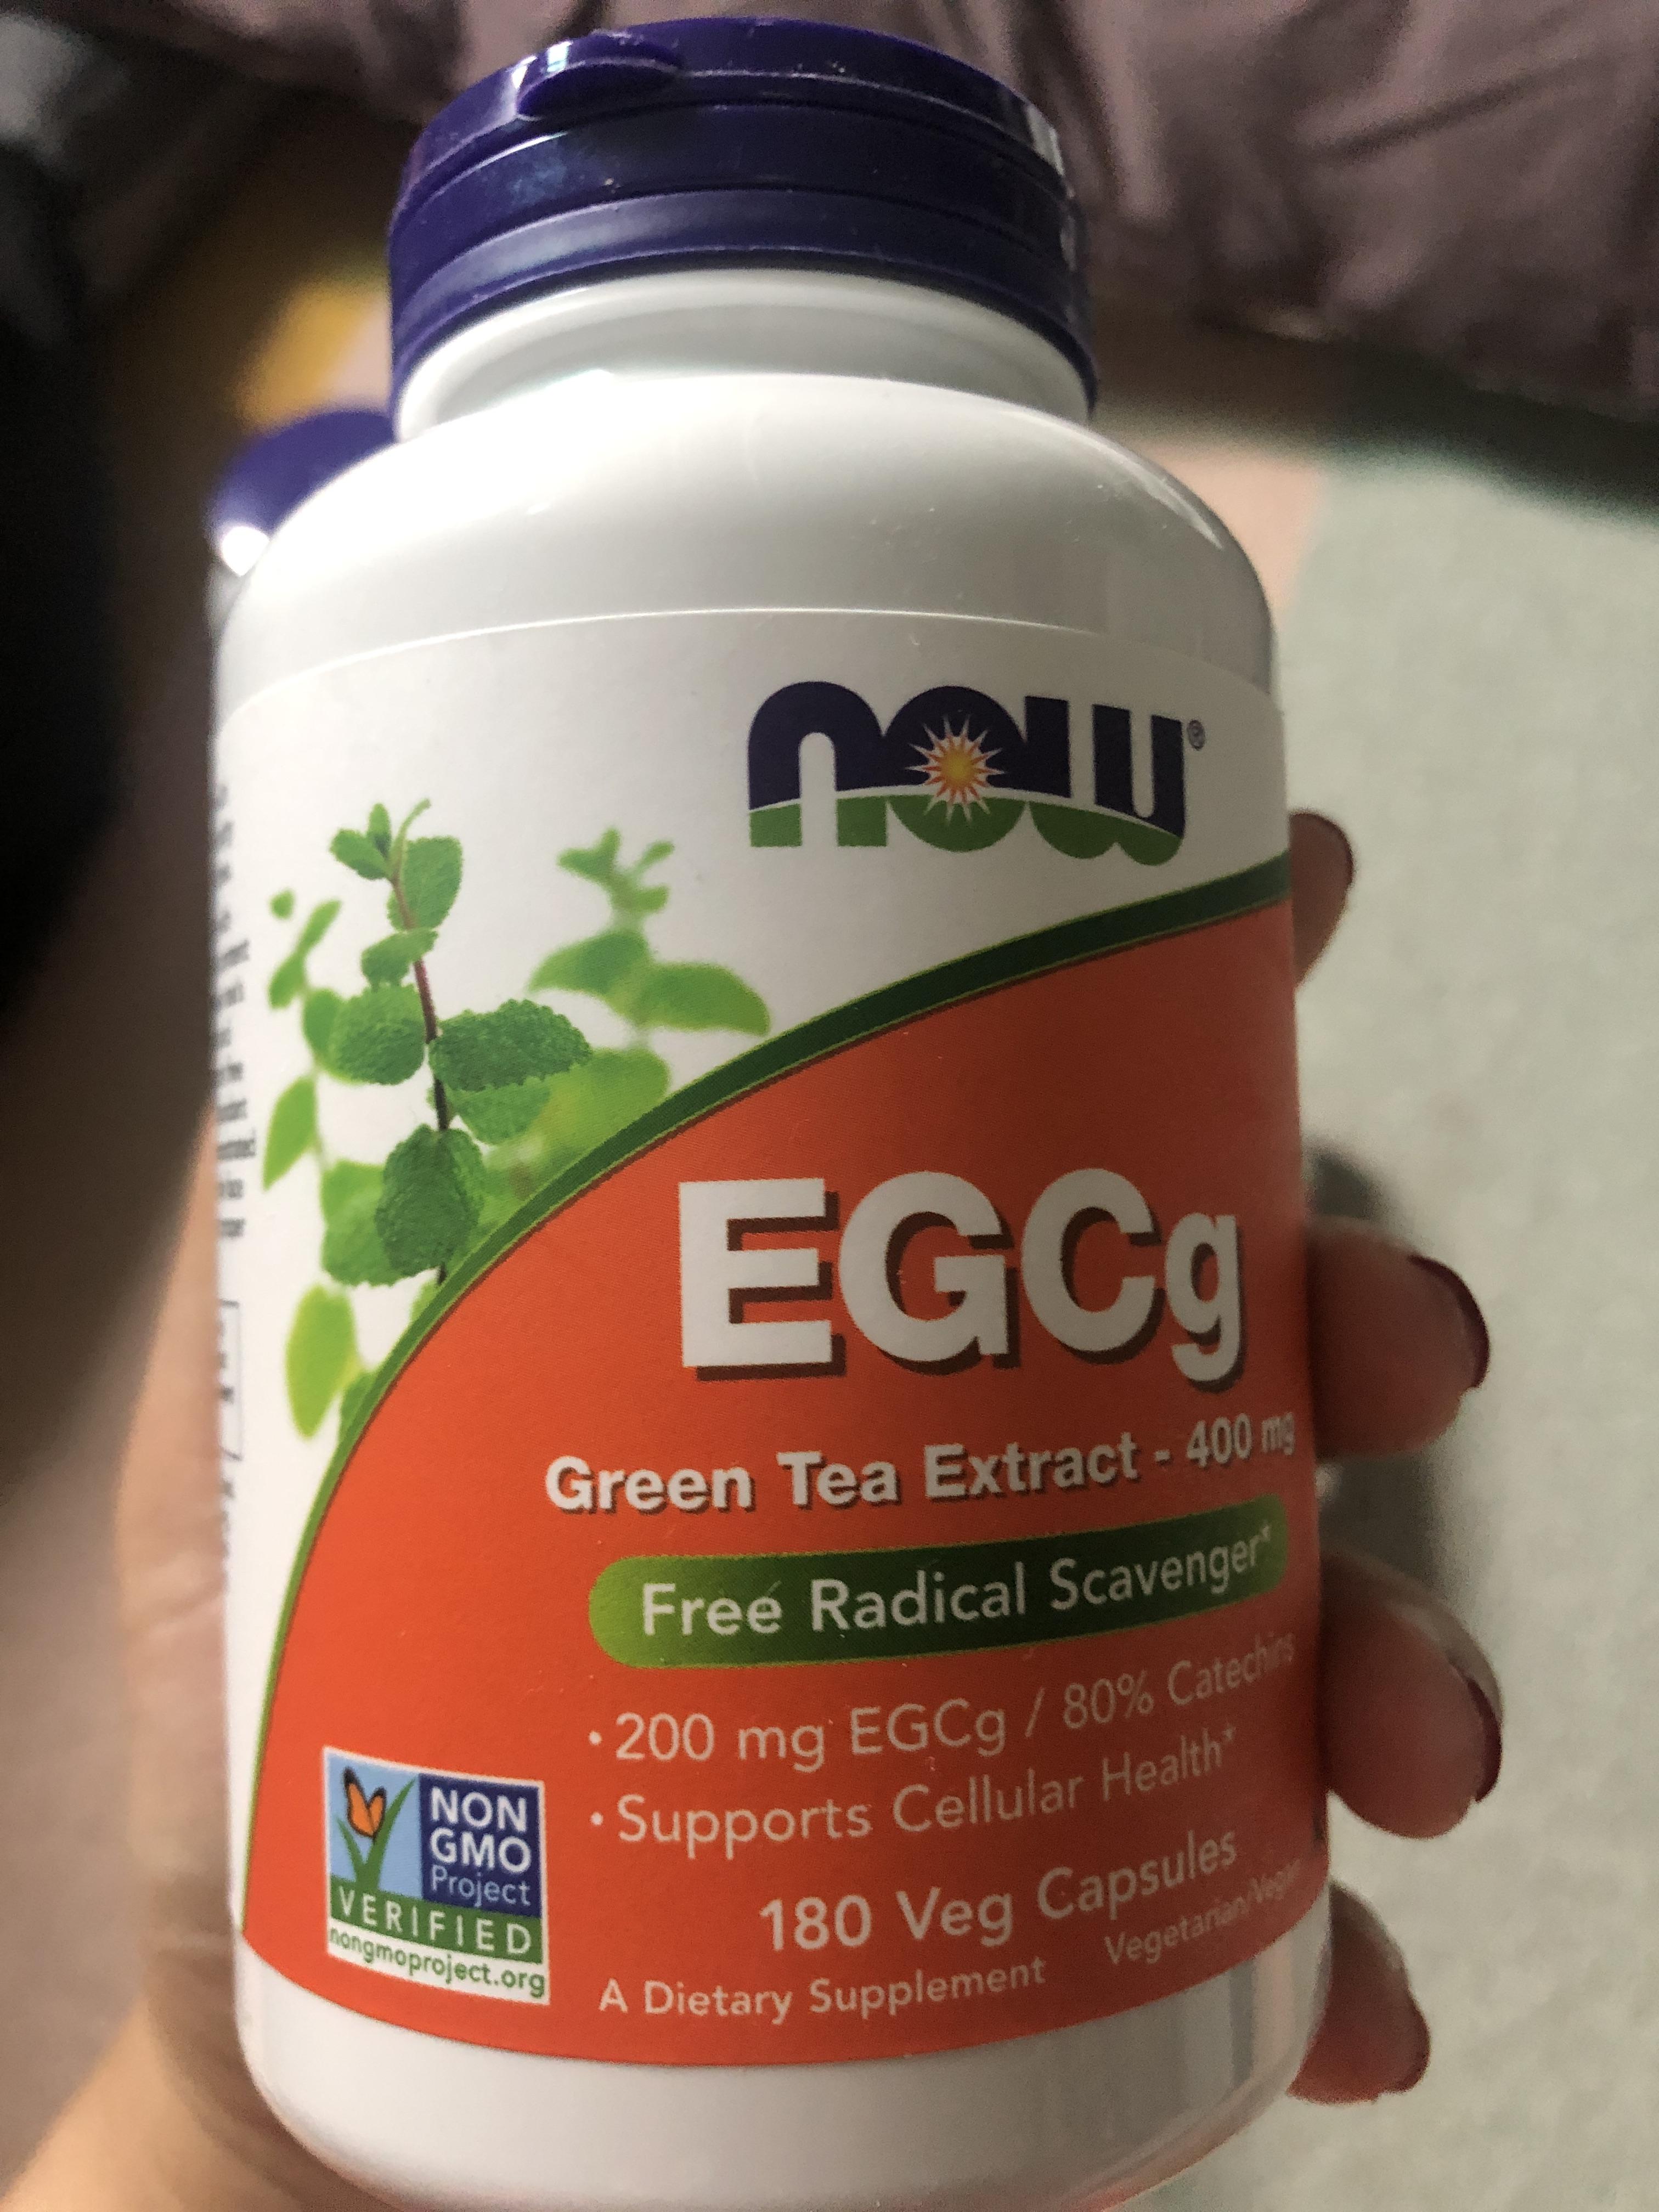 now®
EGCg
Green Tea Extract - 400 mg
Free Radical Scavenger*
• 200 mg EGCg / 80% Catechins
• Supports Cellular Health*
180 Veg Capsules
Vegetarian/Vegan
A Dietary Supplement
NON
GMO
Project
VERIFIED
nongmoproject.org